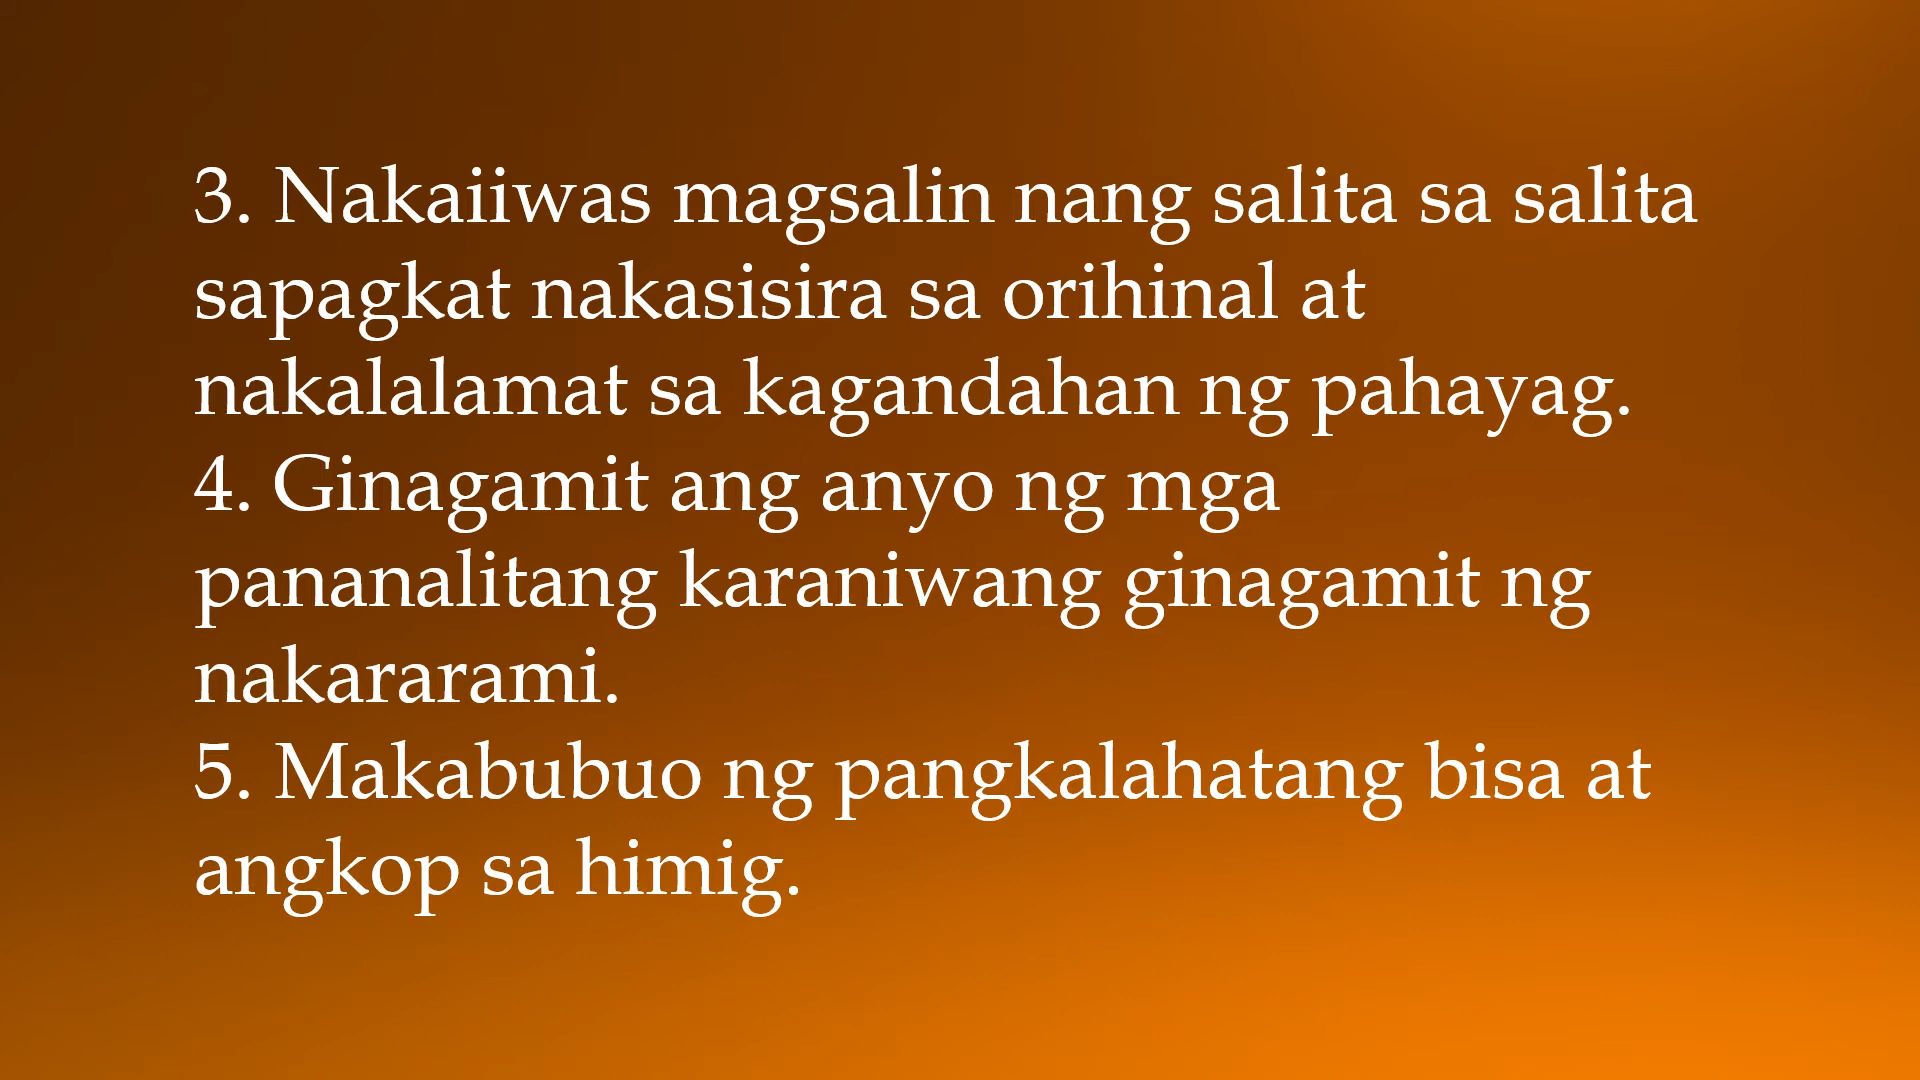 3. Nakaiiwas magsalin nang salita sa salita
sapagkat nakasisira sa orihinal at
nakalalamat sa kagandahan ng pahayag.
4. Ginagamit ang anyo ng mga
pananalitang karaniwang ginagamit ng
nakararami.
5. Makabubuo ng pangkalahatang bisa at
angkop sa himig.